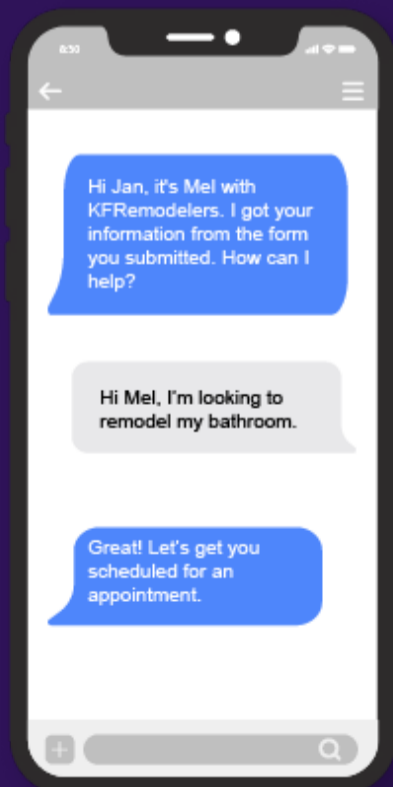 8:50
Hi Jan, it's Mel with
KFRemodelers. I got your
information from the form
you submitted. How can I
help?
Hi Mel, I'm looking to
remodel my bathroom.
Great! Let's get you
scheduled for an
appointment.